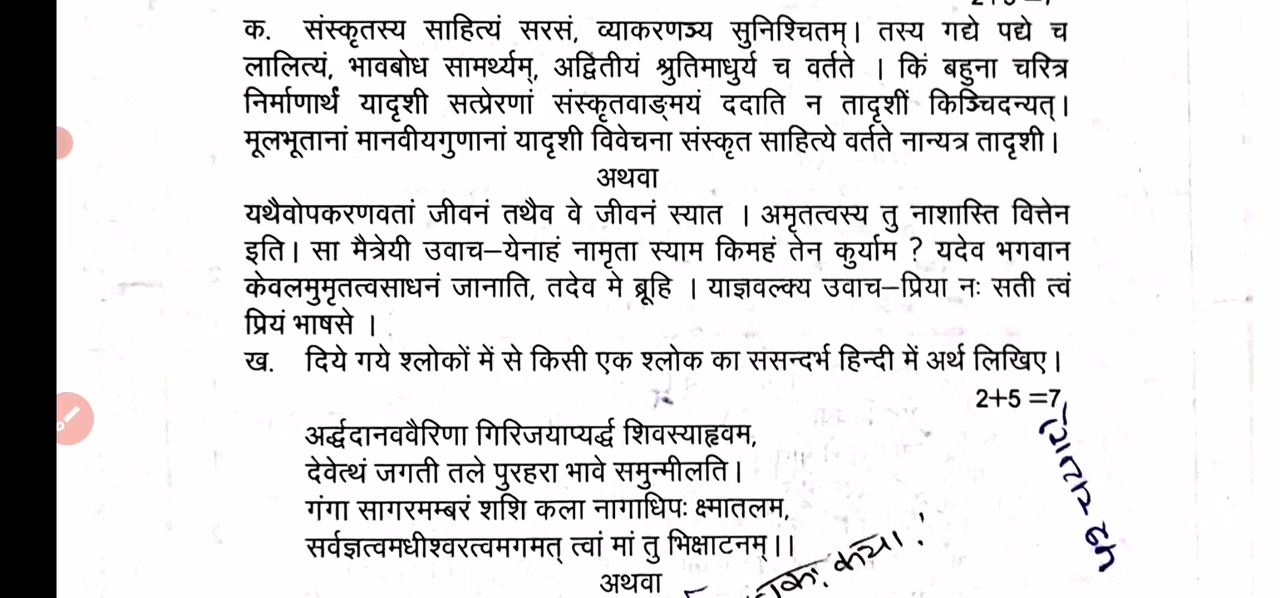 क. संस्कृतस्य साहित्यं सरसं, व्याकरणञ्य सुनिश्चितम्। तस्य गद्ये पद्ये च
लालित्यं, भावबोध सामर्थ्यम्, अद्वितीयं श्रुतिमाधुर्य च वर्तते । किं बहुना चरित्र
निर्माणार्थं यादृशी सत्प्रेरणां संस्कृतवाङ्मयं ददाति न तादृशीं किञ्चिदन्यत्।
मूलभूतानां मानवीयगुणानां यादृशी विवेचना संस्कृत साहित्ये वर्तते नान्यत्र तादृशी।
अथवा
यथैवोपकरणवतां जीवनं तथैव वे जीवनं स्यात । अमृतत्वस्य तु नाशास्ति वित्तेन
इति। सा मैत्रेयी उवाच–येनाहं नामृता स्याम किमहं तेन कुर्याम ? यदेव भगवान
केवलमुमृतत्वसाधनं जानाति, तदेव मे ब्रूहि । याज्ञवल्क्य उवाच–प्रिया नः सती त्वं
प्रियं भाषसे ।
ख. दिये गये श्लोकों में से किसी एक श्लोक का ससन्दर्भ हिन्दी में अर्थ लिखिए।
2+5 =7
अर्द्धदानववैरिणा गिरिजयाप्यर्द्ध शिवस्याहृवम,
देवेत्थं जगती तले पुरहरा भावे समुन्मीलति।
गंगा सागरमम्बरं शशि कला नागाधिपः क्ष्मातलम,
सर्वज्ञत्वमधीश्वरत्वमगमत् त्वां मां तु भिक्षाटनम्।।
अथवा